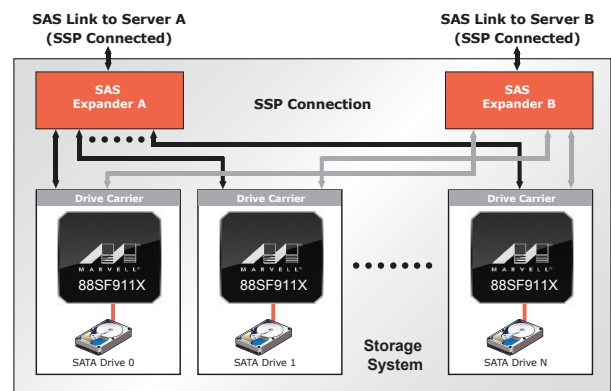 SAS Link to Server A
(SSP Connected)
SAS Link to Server B
(SSP Connected)
SAS
Expander A
SSP Connection
SAS
Expander B
Drive Carrier
Drive Carrier
Drive Carrier
MARVELL®
88SF911X
MARVELL®
88SF911X
MARVELL®
88SF911X
SATA Drive 0
SATA Drive 1
Storage
System
SATA Drive N